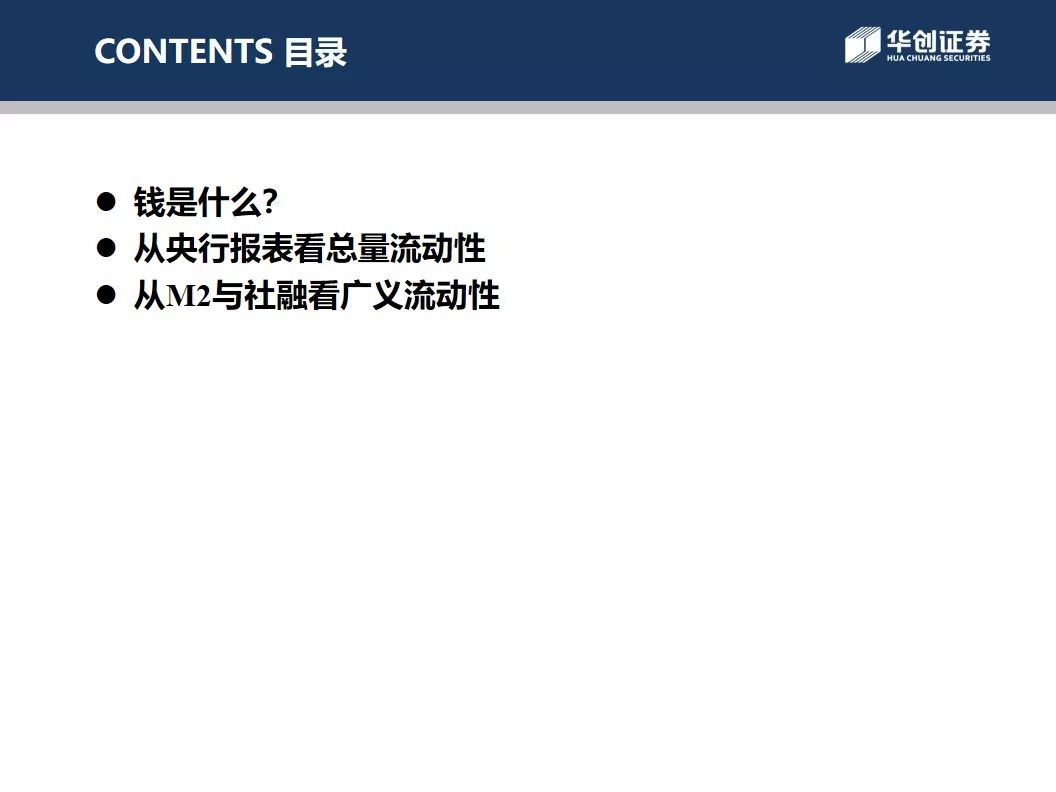 CONTENTS 目录
华创证券
HUA CHUANG SECURITIES
● 钱是什么？
● 从央行报表看总量流动性
● 从M2与社融看广义流动性